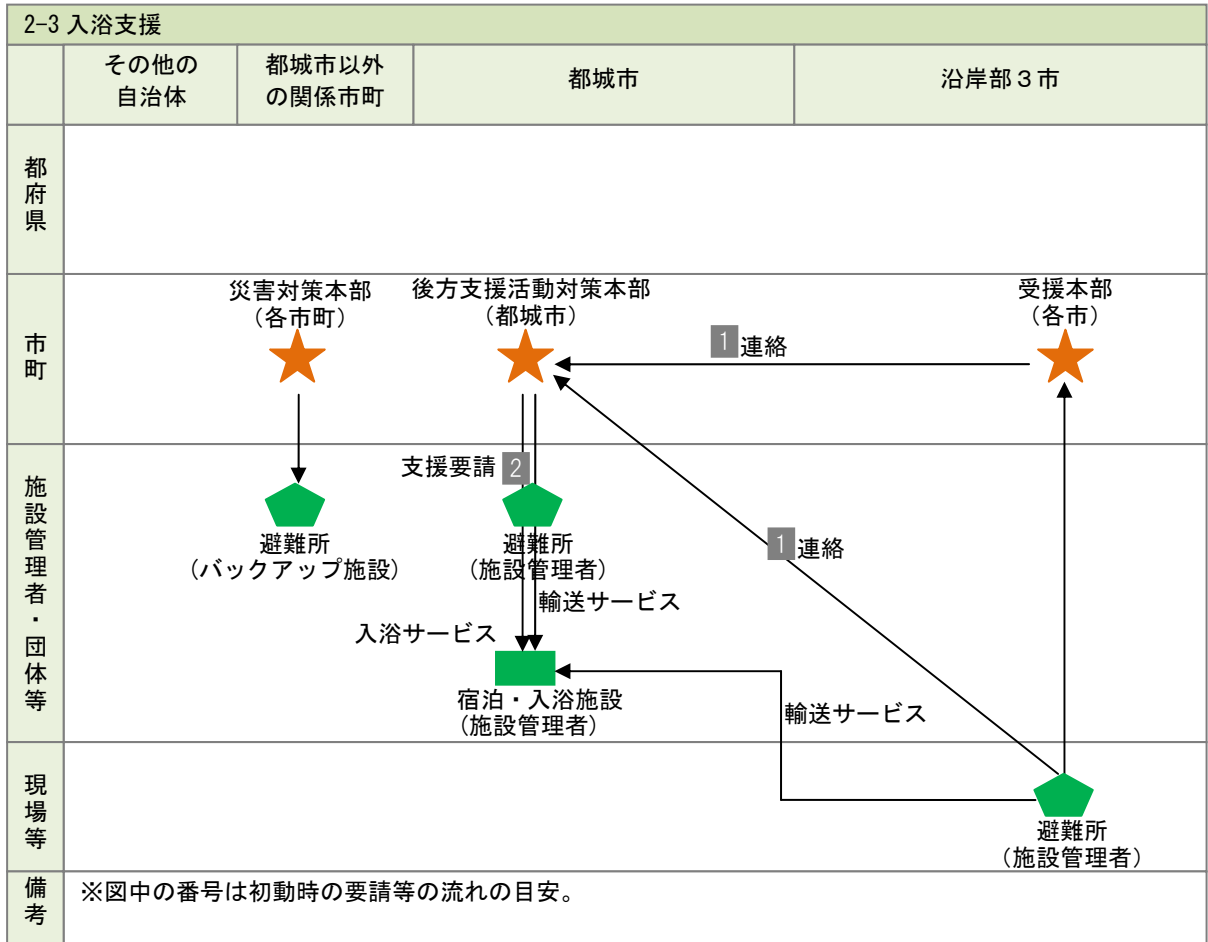 2-3 入浴支援
その他の
自治体
都城市以外
の関係市町
都城市
沿岸部３市
都府県
市町
災害対策本部
（各市町）
後方支援活動対策本部
（都城市）
受援本部
（各市）
1 連絡
施設管理者・団体等
支援要請 2
避難所
（バックアップ施設）
避難所
（施設管理者）
1 連絡
輸送サービス
入浴サービス
宿泊・入浴施設
（施設管理者）
輸送サービス
現場等
避難所
（施設管理者）
備考
※図中の番号は初動時の要請等の流れの目安。